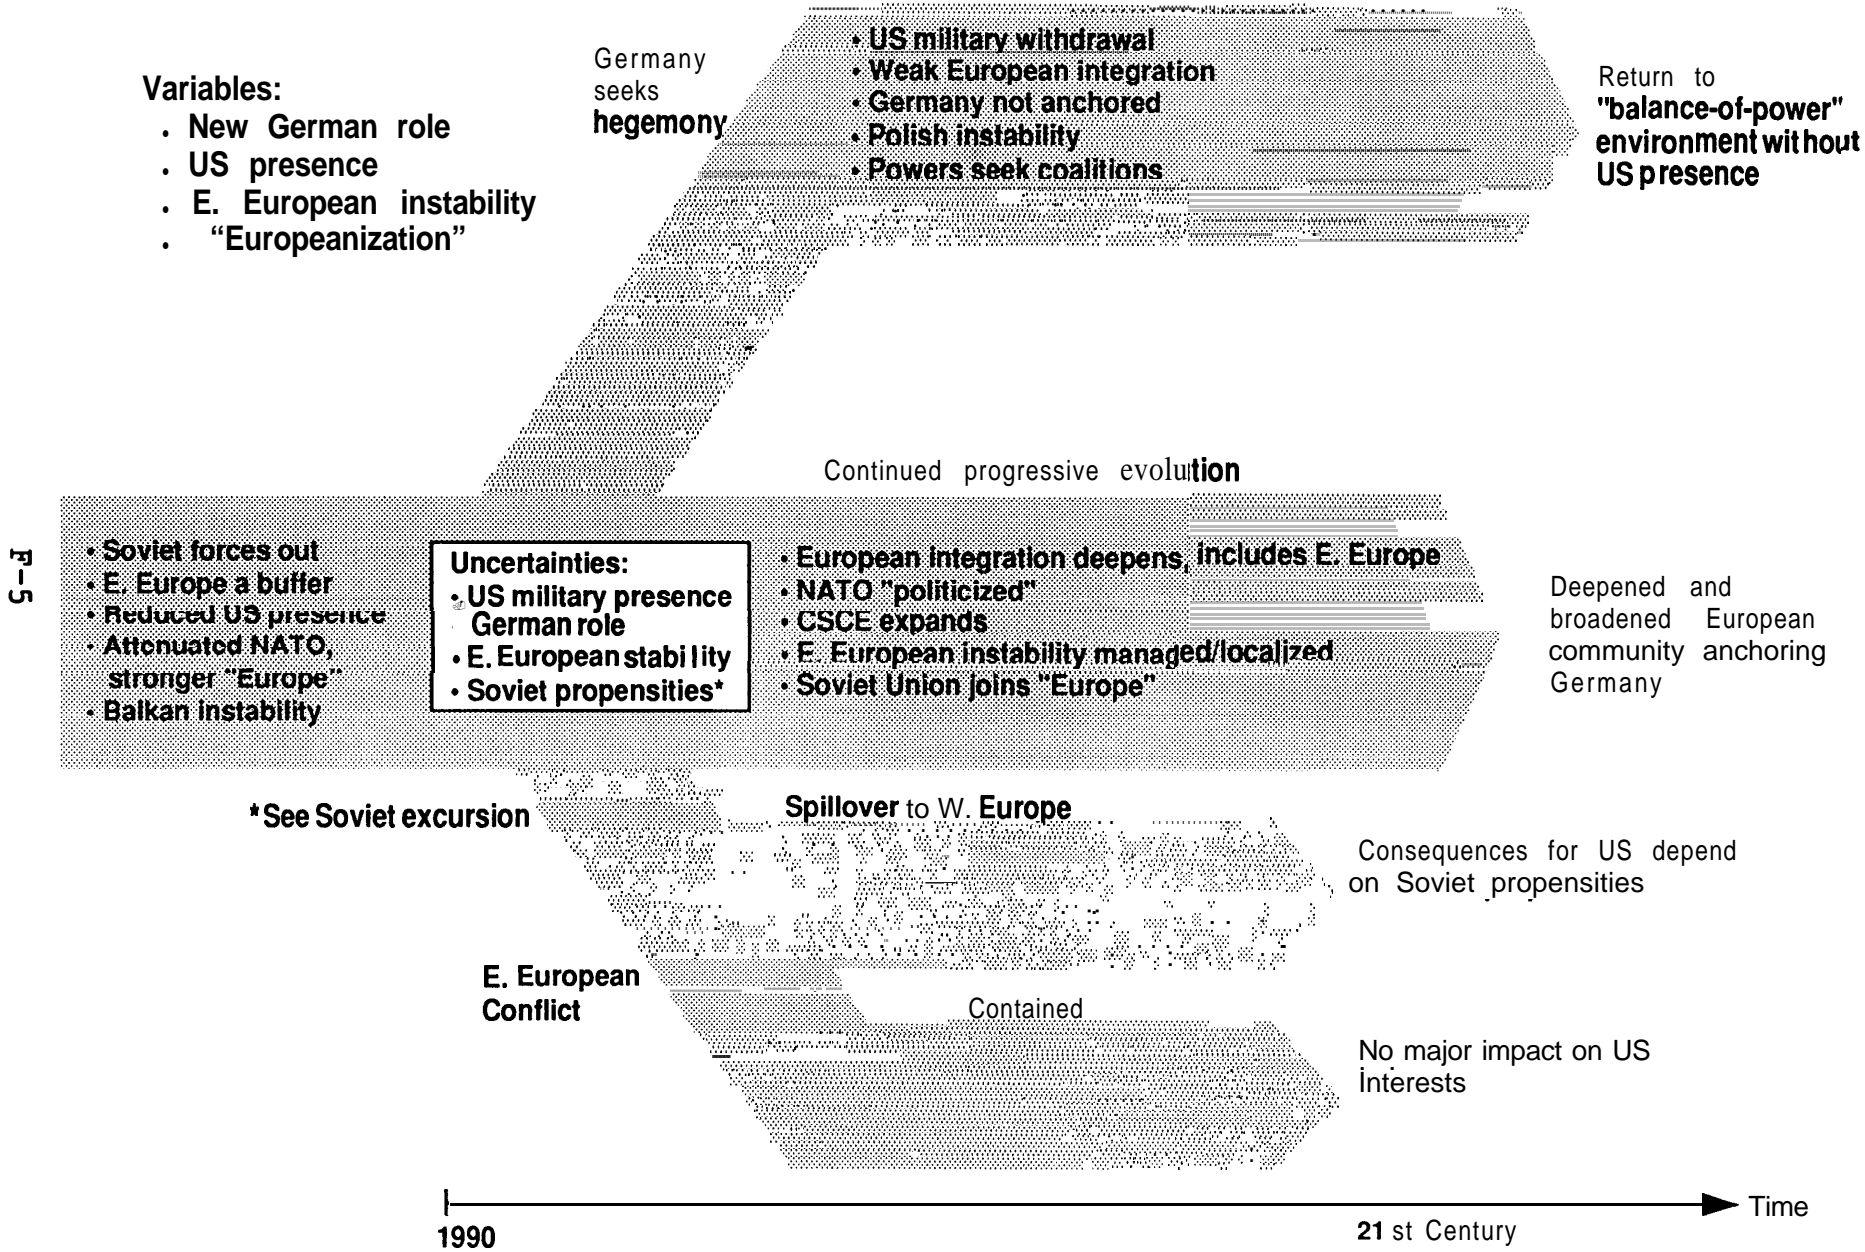 Variables:
. New German role
. US presence
. E. European instability
. “Europeanization”
Germany
seeks
hegemony
• US military withdrawal
• Weak European integration
• Germany not anchored
• Polish instability
• Powers seek coalitions
Return to
"balance-of-power"
environment without
US presence
Continued progressive evolution
F-5
• Soviet forces out
• E. Europe a buffer
• Reduced US presence
• Attenuated NATO,
stronger "Europe"
• Balkan instability
Uncertainties:
• US military presence
German role
• E. European stability
• Soviet propensities*
• European integration deepens, includes E. Europe
• NATO "politicized"
• CSCE expands
• E. European instability managed/localized
• Soviet Union joins "Europe"
Deepened and
broadened European
community anchoring
Germany
*See Soviet excursion
Spillover to W. Europe
Consequences for US depend
on Soviet propensities
E. European
Conflict
Contained
No major impact on US
Interests
Time
1990
21 st Century